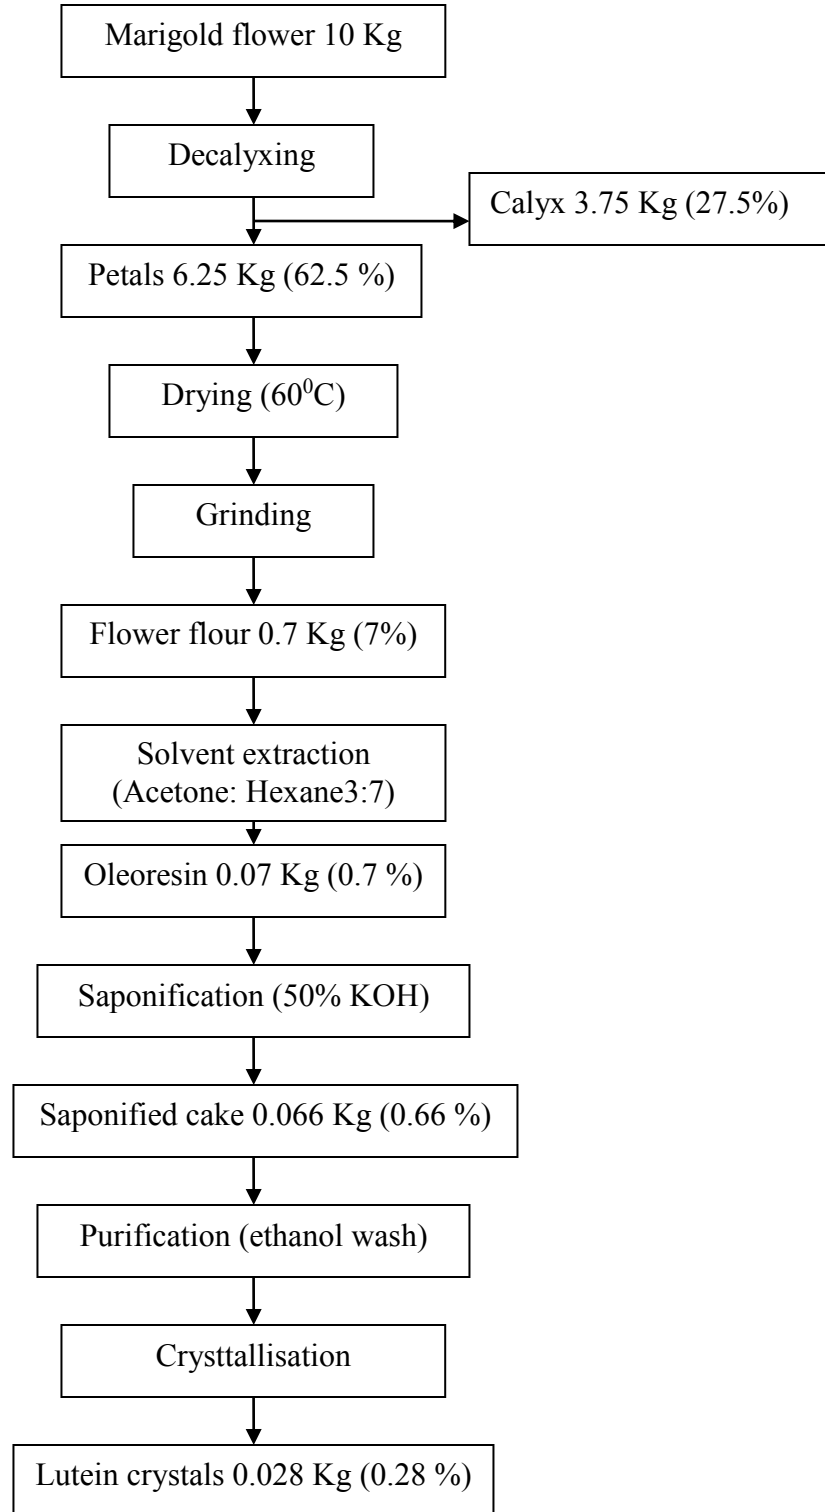 Marigold flower 10 Kg
Decalyxing
Calyx 3.75 Kg (27.5%)
Petals 6.25 Kg (62.5 %)
Drying (60⁰C)
Grinding
Flower flour 0.7 Kg (7%)
Solvent extraction
(Acetone: Hexane3:7)
Oleoresin 0.07 Kg (0.7 %)
Saponification (50% KOH)
Saponified cake 0.066 Kg (0.66 %)
Purification (ethanol wash)
Crysttallisation
Lutein crystals 0.028 Kg (0.28 %)